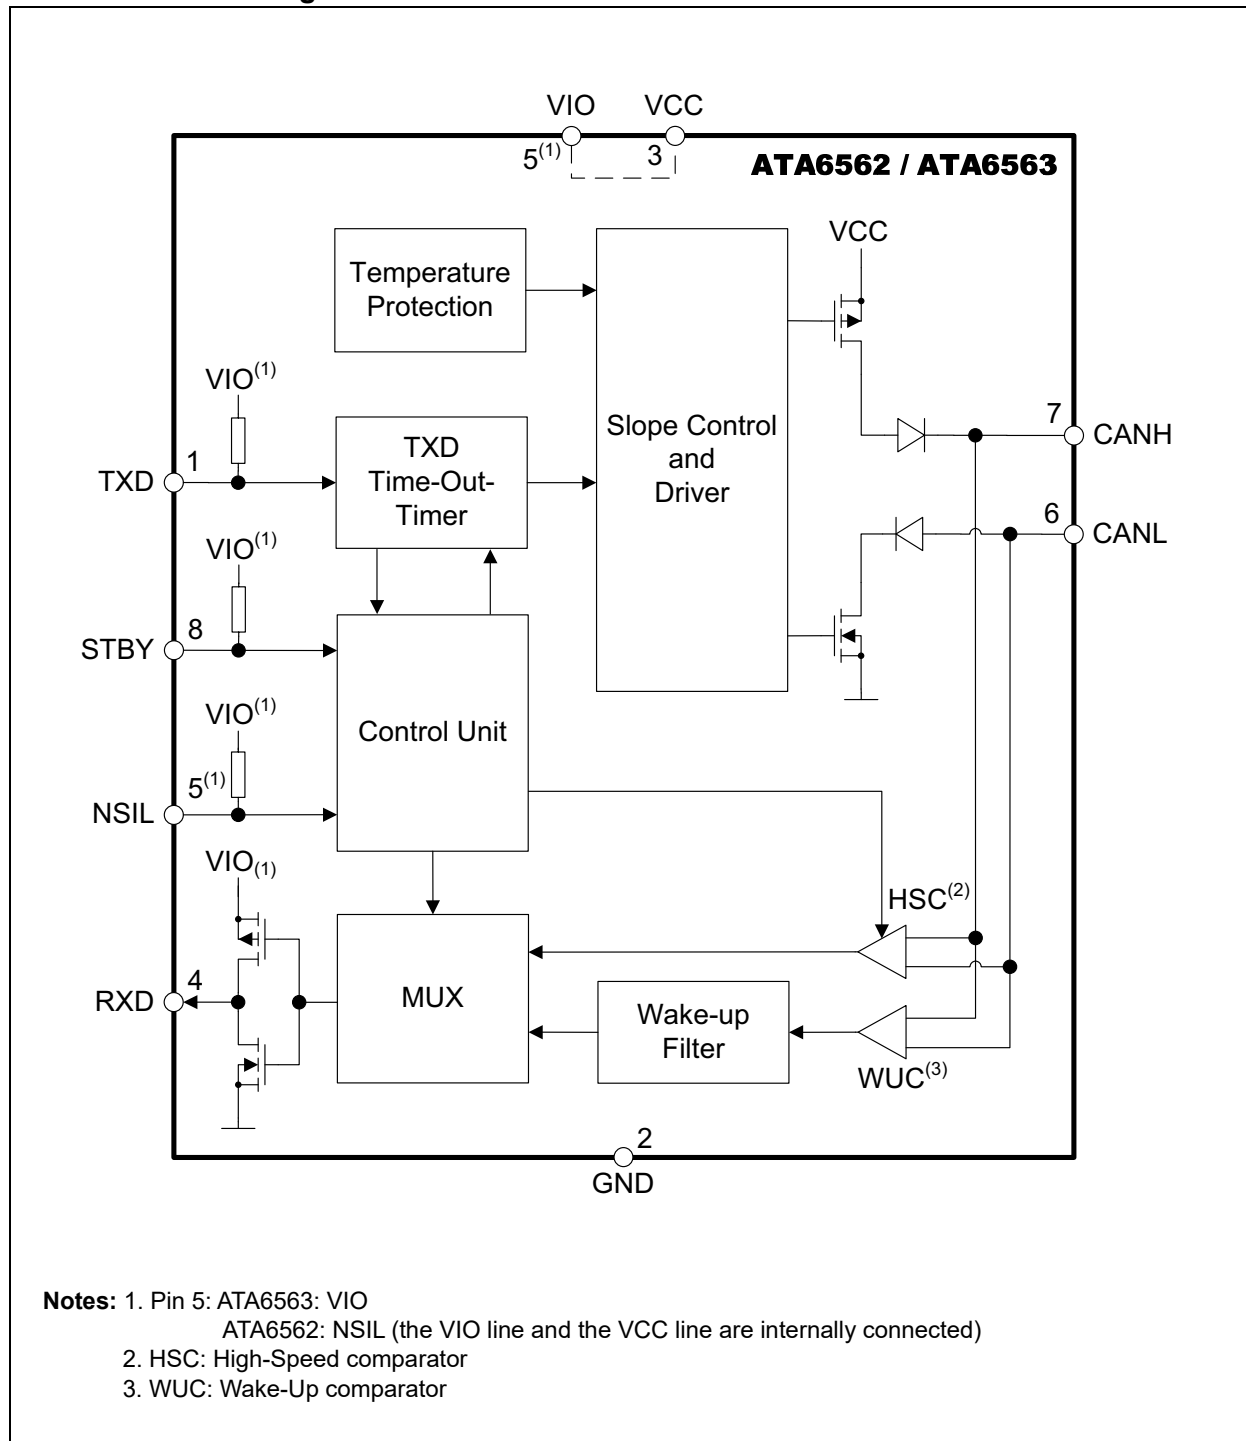 VIO VCC
5(1) 3
ATA6562 / ATA6563
VCC
Temperature
Protection
VIO(1)
TXD 1
TXD
Time-Out-
Timer
Slope Control
and
Driver
7 CANH
6 CANL
VIO(1)
STBY 8
VIO(1)
Control Unit
NSIL 5(1)
VIO(1)
HSC(2)
RXD 4
MUX
Wake-up
Filter
WUC(3)
2
GND
Notes: 1. Pin 5: ATA6563: VIO
ATA6562: NSIL (the VIO line and the VCC line are internally connected)
2. HSC: High-Speed comparator
3. WUC: Wake-Up comparator